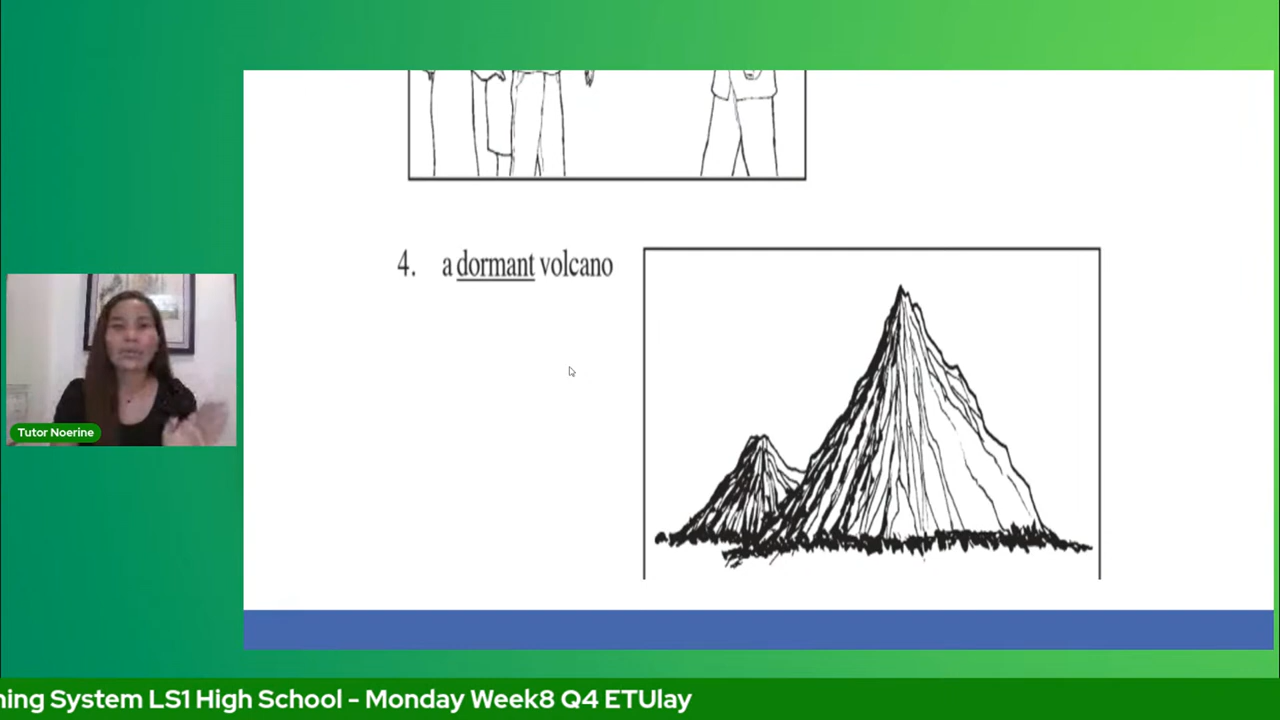 4. a dormant volcano
Tutor Noerine
ning System LS1 High School - Monday Week8 Q4 ETUlay